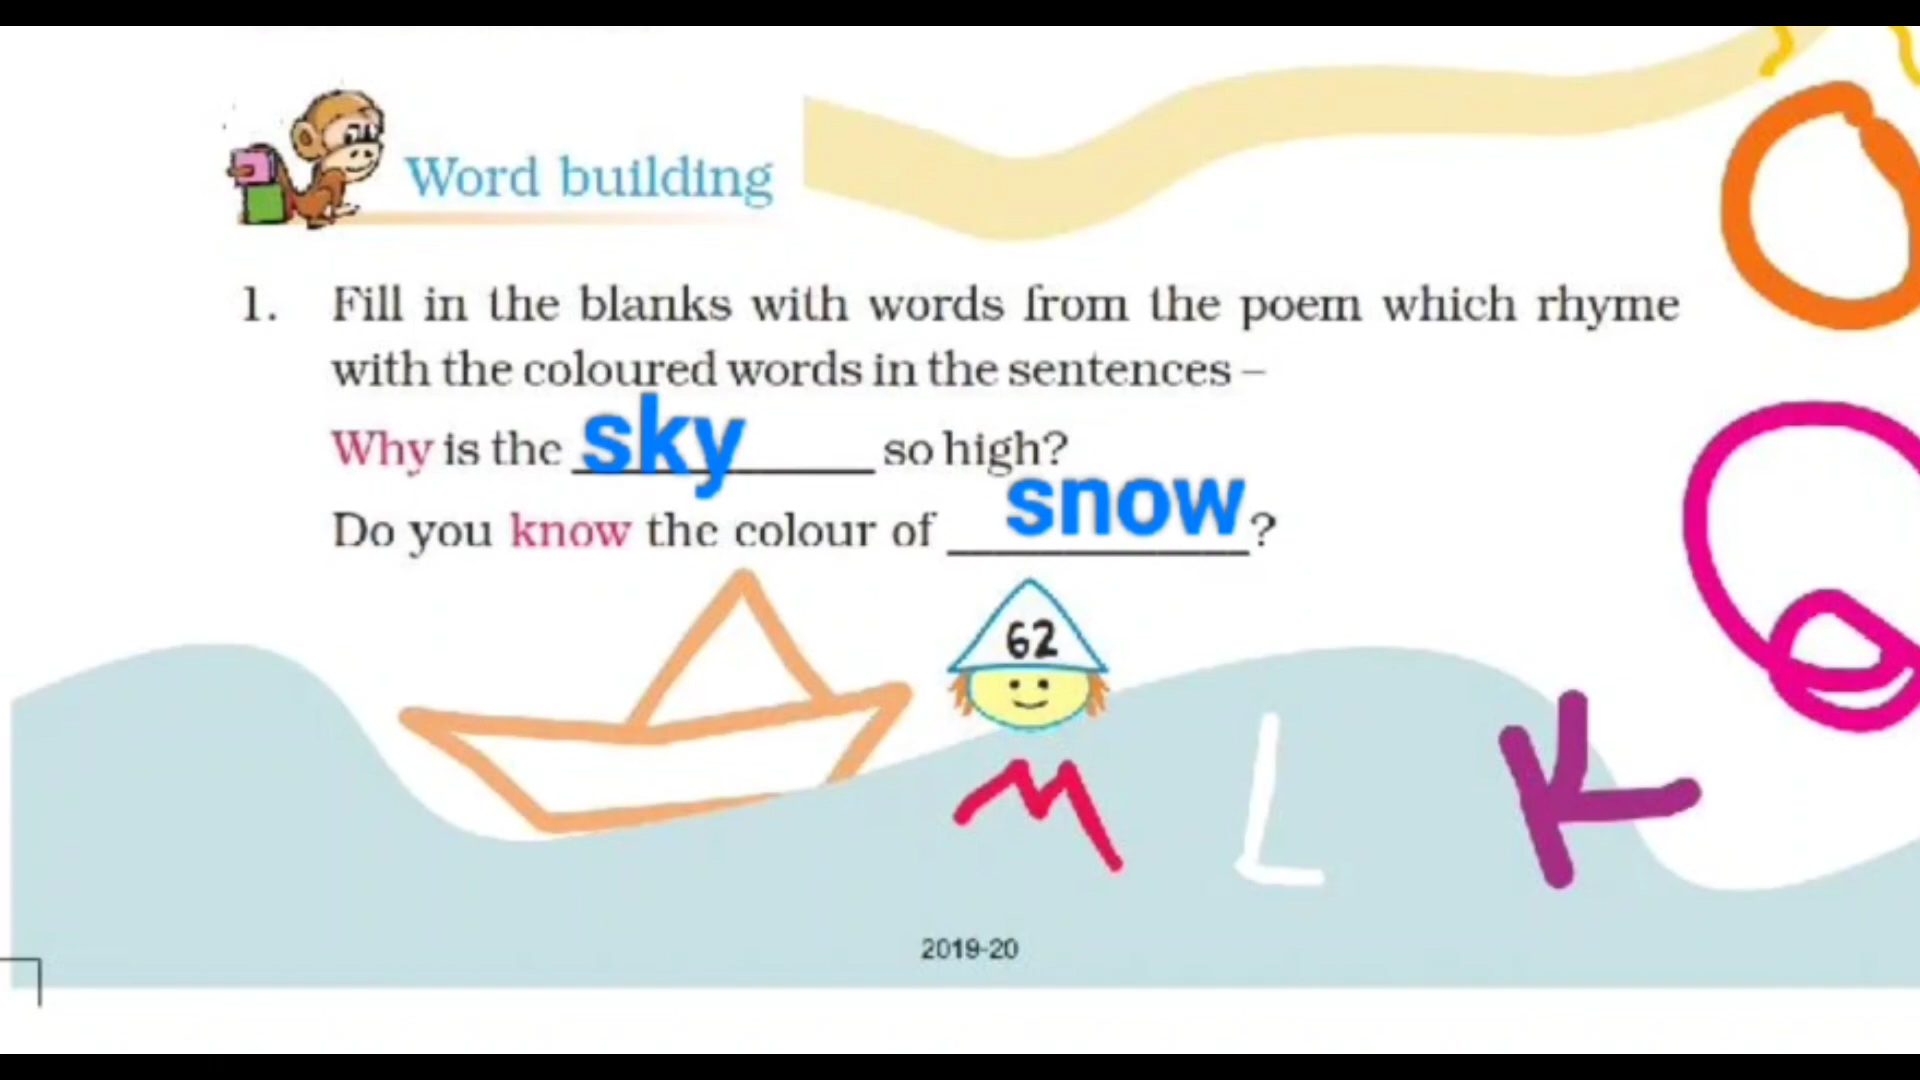 Word building
1. Fill in the blanks with words from the poem which rhyme
with the coloured words in the sentences –
Why is the sky so high?
Do you know the colour of snow?
62
M L K
2019-20